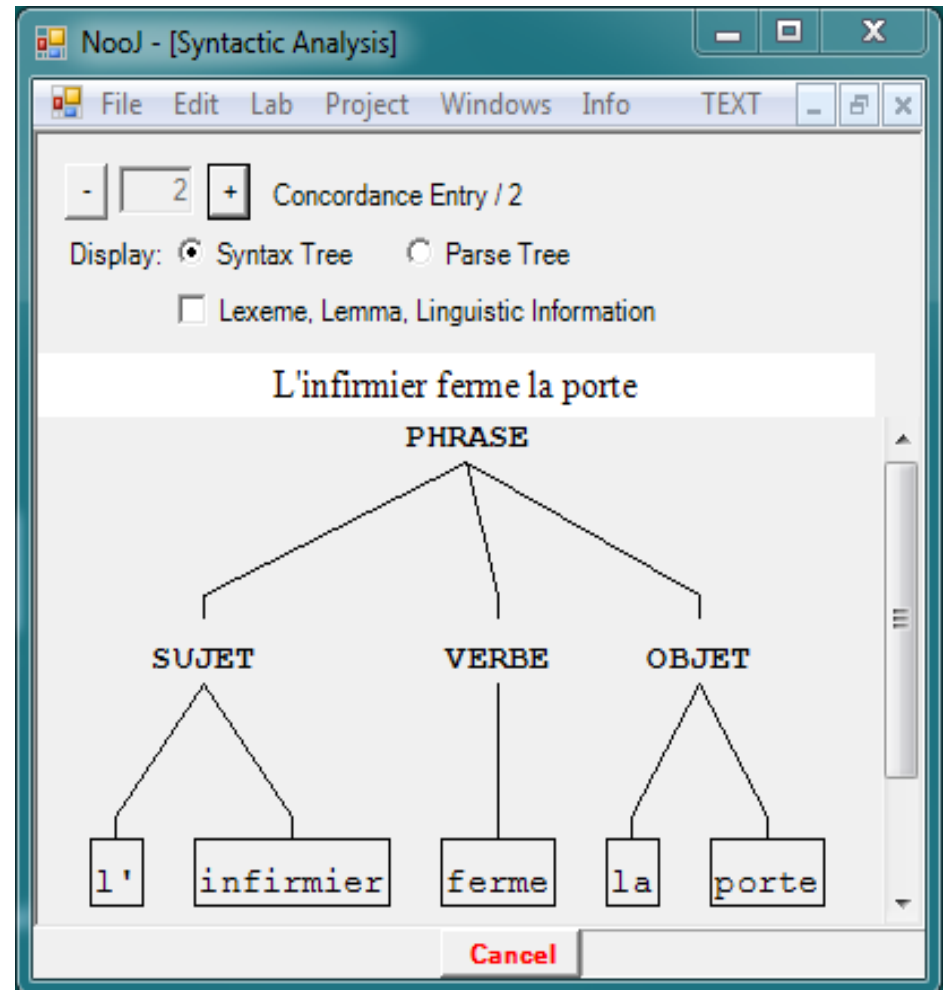 NooJ - [Syntactic Analysis]
File Edit Lab Project Windows Info TEXT
- 2 + Concordance Entry / 2
Display: Syntax Tree Parse Tree
Lexeme, Lemma, Linguistic Information
L'infirmier ferme la porte
PHRASE
SUJET VERBE OBJET
l' infirmier ferme la porte
Cancel